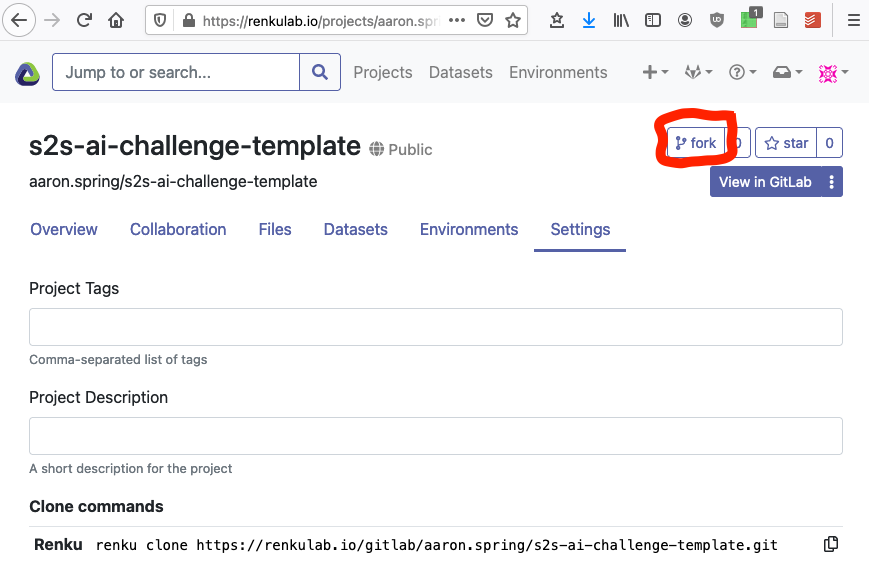 https://renkulab.io/projects/aaron.spr
1
Jump to or search...
Projects Datasets Environments
s2s-ai-challenge-template Public
fork 0 star 0
aaron.spring/s2s-ai-challenge-template
View in GitLab
Overview Collaboration Files Datasets Environments Settings
Project Tags
Comma-separated list of tags
Project Description
A short description for the project
Clone commands
Renku renku clone https://renkulab.io/gitlab/aaron.spring/s2s-ai-challenge-template.git